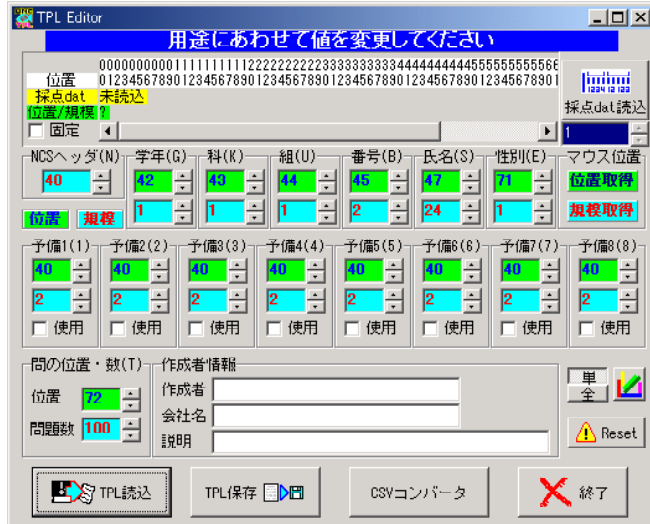 TPL Editor
用途にあわせて値を変更してください
00000000001111111111222222222233333333334444444444555555555566
位置 01234567890123456789012345678901234567890123456789012345678901
採点dat 未読込
位置/規模 ?
固定
1234 12 123
採点dat読込
1
NCSヘッダ(N) 学年(G) 科(K) 組(U) 番号(B) 氏名(S) 性別(E) マウス位置
40 42 43 44 45 47 71 位置取得
位置 規模 1 1 1 2 24 1 規模取得
予備1(1) 予備2(2) 予備3(3) 予備4(4) 予備5(5) 予備6(6) 予備7(7) 予備8(8)
40 40 40 40 40 40 40 40
2 2 2 2 2 2 2 2
使用 使用 使用 使用 使用 使用 使用 使用
問の位置・数(T) 作成者情報
位置 72 作成者
問題数 100 会社名
説明
単
全
Reset
TPL読込 TPL保存 CSVコンバータ 終了